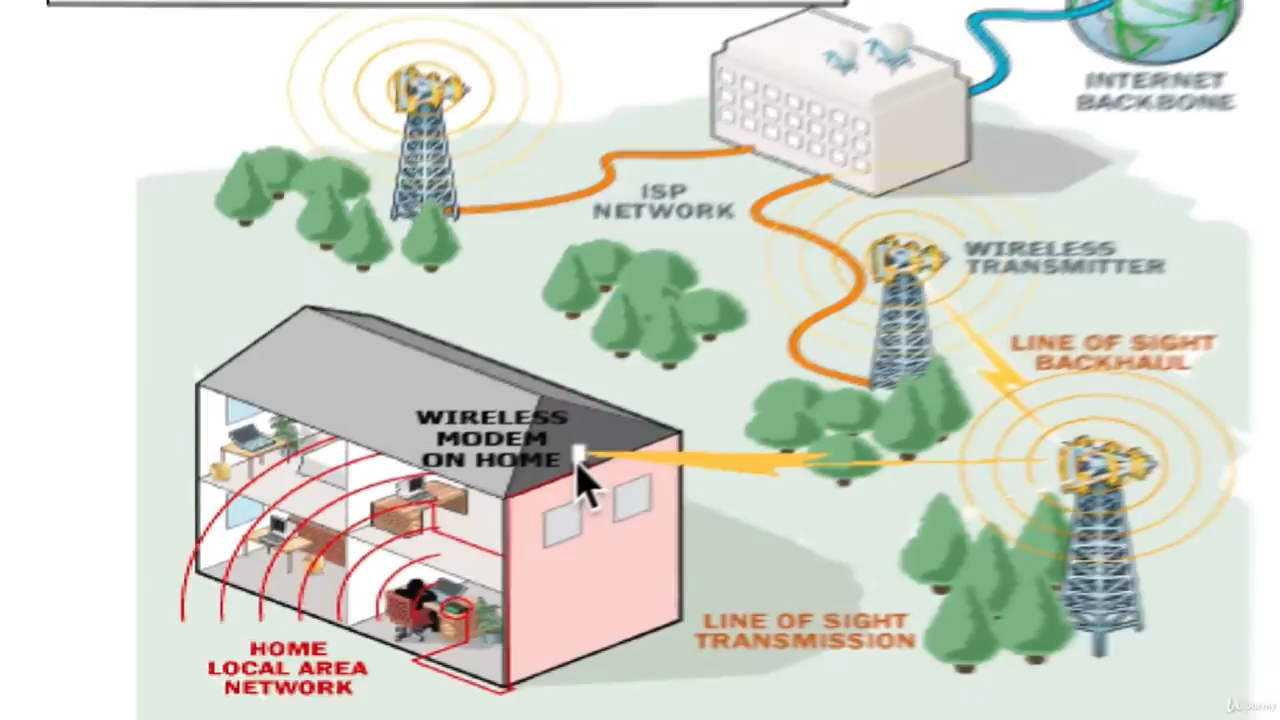 INTERNET
BACKBONE
ISP
NETWORK
WIRELESS
TRANSMITTER
LINE OF SIGHT
BACKHAUL
WIRELESS
MODEM
ON HOME
LINE OF SIGHT
TRANSMISSION
HOME
LOCAL AREA
NETWORK
Udemy